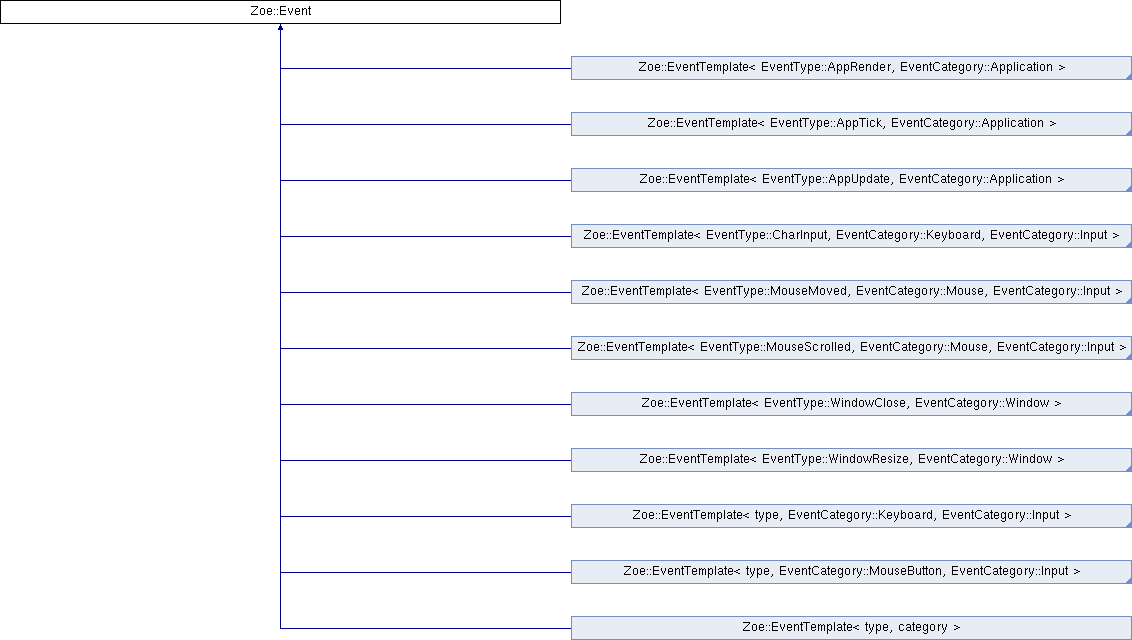 Zoe::Event
Zoe::EventTemplate< EventType::AppRender, EventCategory::Application >
Zoe::EventTemplate< EventType::AppTick, EventCategory::Application >
Zoe::EventTemplate< EventType::AppUpdate, EventCategory::Application >
Zoe::EventTemplate< EventType::CharInput, EventCategory::Keyboard, EventCategory::Input >
Zoe::EventTemplate< EventType::MouseMoved, EventCategory::Mouse, EventCategory::Input >
Zoe::EventTemplate< EventType::MouseScrolled, EventCategory::Mouse, EventCategory::Input >
Zoe::EventTemplate< EventType::WindowClose, EventCategory::Window >
Zoe::EventTemplate< EventType::WindowResize, EventCategory::Window >
Zoe::EventTemplate< type, EventCategory::Keyboard, EventCategory::Input >
Zoe::EventTemplate< type, EventCategory::MouseButton, EventCategory::Input >
Zoe::EventTemplate< type, category >